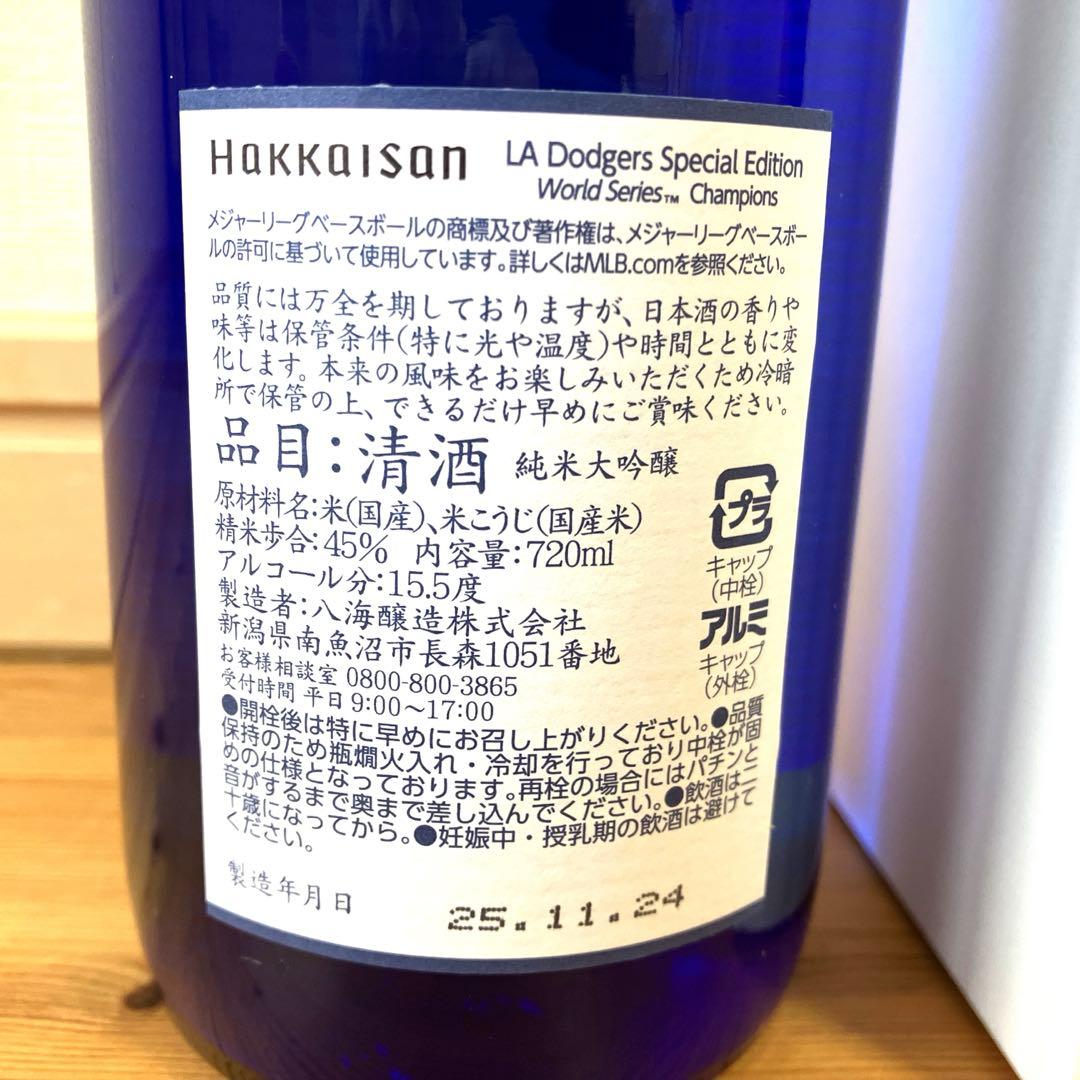 Hakkaisan
LA Dodgers Special Edition
World Series™ Champions
メジャーリーグベースボールの商標及び著作権は、メジャーリーグベースボー
ルの許可に基づいて使用しています。詳しくはMLB.comを参照ください。
品質には万全を期しておりますが、日本酒の香りや
味等は保管条件(特に光や温度)や時間とともに変
化します。本来の風味をお楽しみいただくため冷暗
所で保管の上、できるだけ早めにご賞味ください。
品目:清酒 純米大吟醸
原材料名:米(国産)、米こうじ(国産米)
精米歩合:45% 内容量:720ml
アルコール分:15.5度
製造者:八海醸造株式会社
新潟県南魚沼市長森1051番地
お客様相談室 0800-800-3865
受付時間 平日 9:00〜17:00
プラ
キャップ
(中栓)
アルミ
キャップ
(外栓)
●開栓後は特に早めにお召し上がりください。●品質
保持のため瓶燗火入れ・冷却を行っており中栓が固
めの仕様となっております。再栓の場合にはパチンと
音がするまで奥まで差し込んでください。●飲酒は二
十歳になってから。●妊娠中・授乳期の飲酒は避けて
ください。
製造年月日
25.11.24